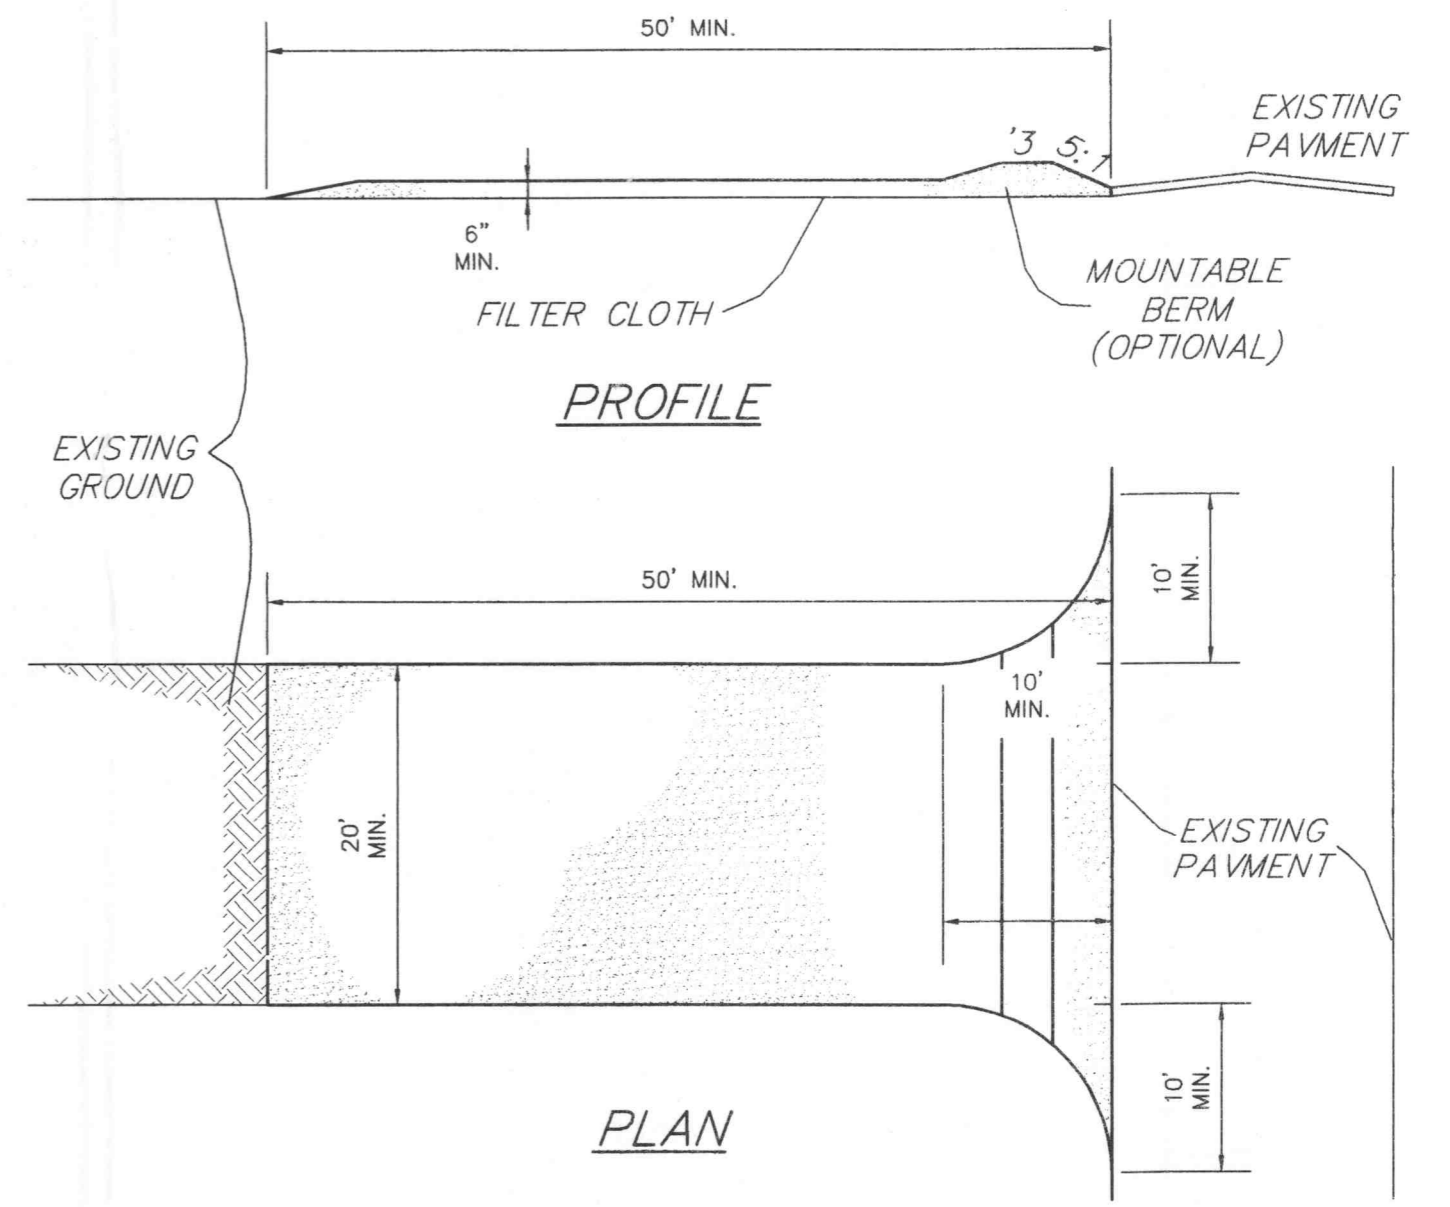 50' MIN.
EXISTING
PAVMENT
'3 5:1
6"
MIN.
FILTER CLOTH
MOUNTABLE
BERM
(OPTIONAL)
PROFILE
EXISTING
GROUND
50' MIN.
10'
MIN.
10'
MIN.
20'
MIN.
EXISTING
PAVMENT
10'
MIN.
PLAN